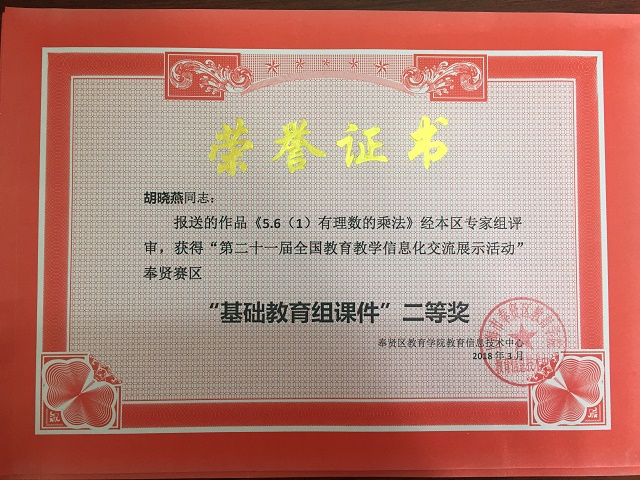 荣誉证书
胡晓燕同志：
报送的作品《5.6（1）有理数的乘法》经本区专家组评
审，获得“第二十一届全国教育教学信息化交流展示活动”
奉贤赛区
“基础教育组课件”二等奖
奉贤区教育学院教育信息技术中心
2018 年 3 月